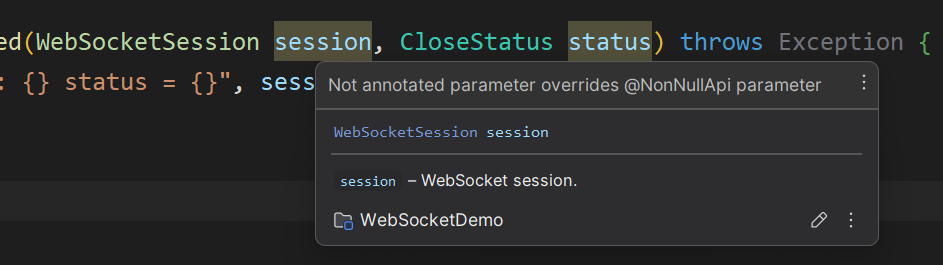 ed(WebSocketSession session, CloseStatus status) throws Exception {
: {} status = {}", sess
Not annotated parameter overrides @NonNullApi parameter
WebSocketSession session
session – WebSocket session.
WebSocketDemo